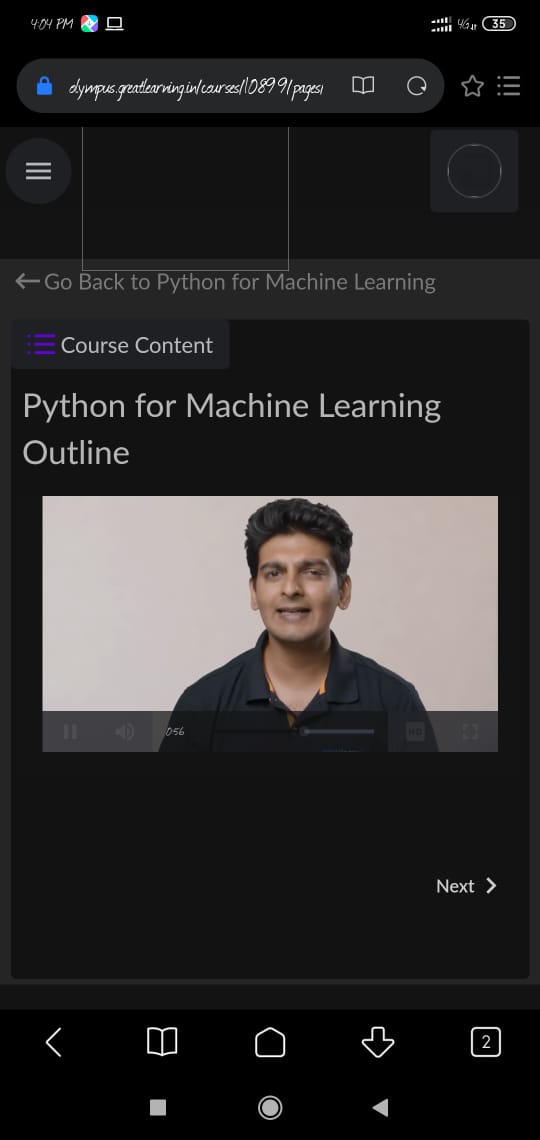 4:04 PM
4G
35
olympus.greatlearning.in/courses/10899/pages/
Go Back to Python for Machine Learning
Course Content
Python for Machine Learning
Outline
0:56
HD
Next
2